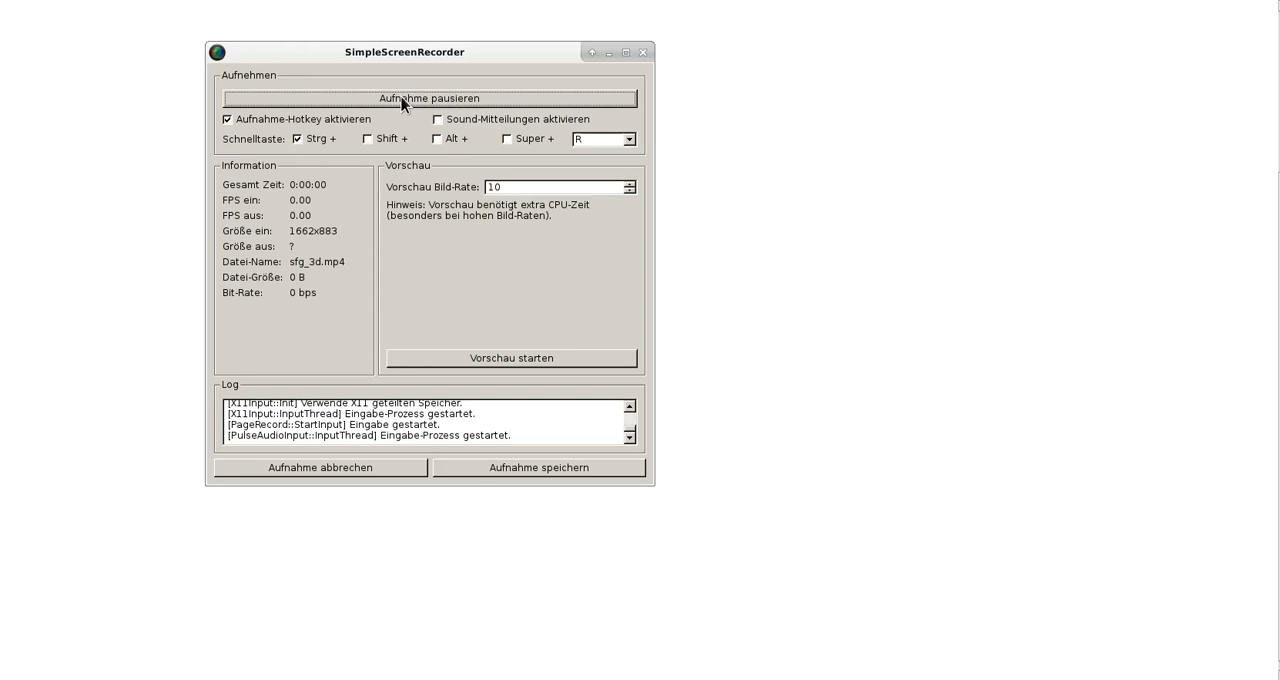 SimpleScreenRecorder
Aufnehmen
Aufnahme pausieren
Aufnahme-Hotkey aktivieren
Sound-Mitteilungen aktivieren
Schnelltaste: Strg + Shift + Alt + Super + R
Information
Gesamt Zeit: 0:00:00
FPS ein: 0.00
FPS aus: 0.00
Größe ein: 1662x883
Größe aus: ?
Datei-Name: sfg_3d.mp4
Datei-Größe: 0 B
Bit-Rate: 0 bps
Vorschau
Vorschau Bild-Rate: 10
Hinweis: Vorschau benötigt extra CPU-Zeit
(besonders bei hohen Bild-Raten).
Vorschau starten
Log
[X11Input::Init] Verwende X11 geteilten Speicher.
[X11Input::InputThread] Eingabe-Prozess gestartet.
[PageRecord::StartInput] Eingabe gestartet.
[PulseAudioInput::InputThread] Eingabe-Prozess gestartet.
Aufnahme abbrechen
Aufnahme speichern